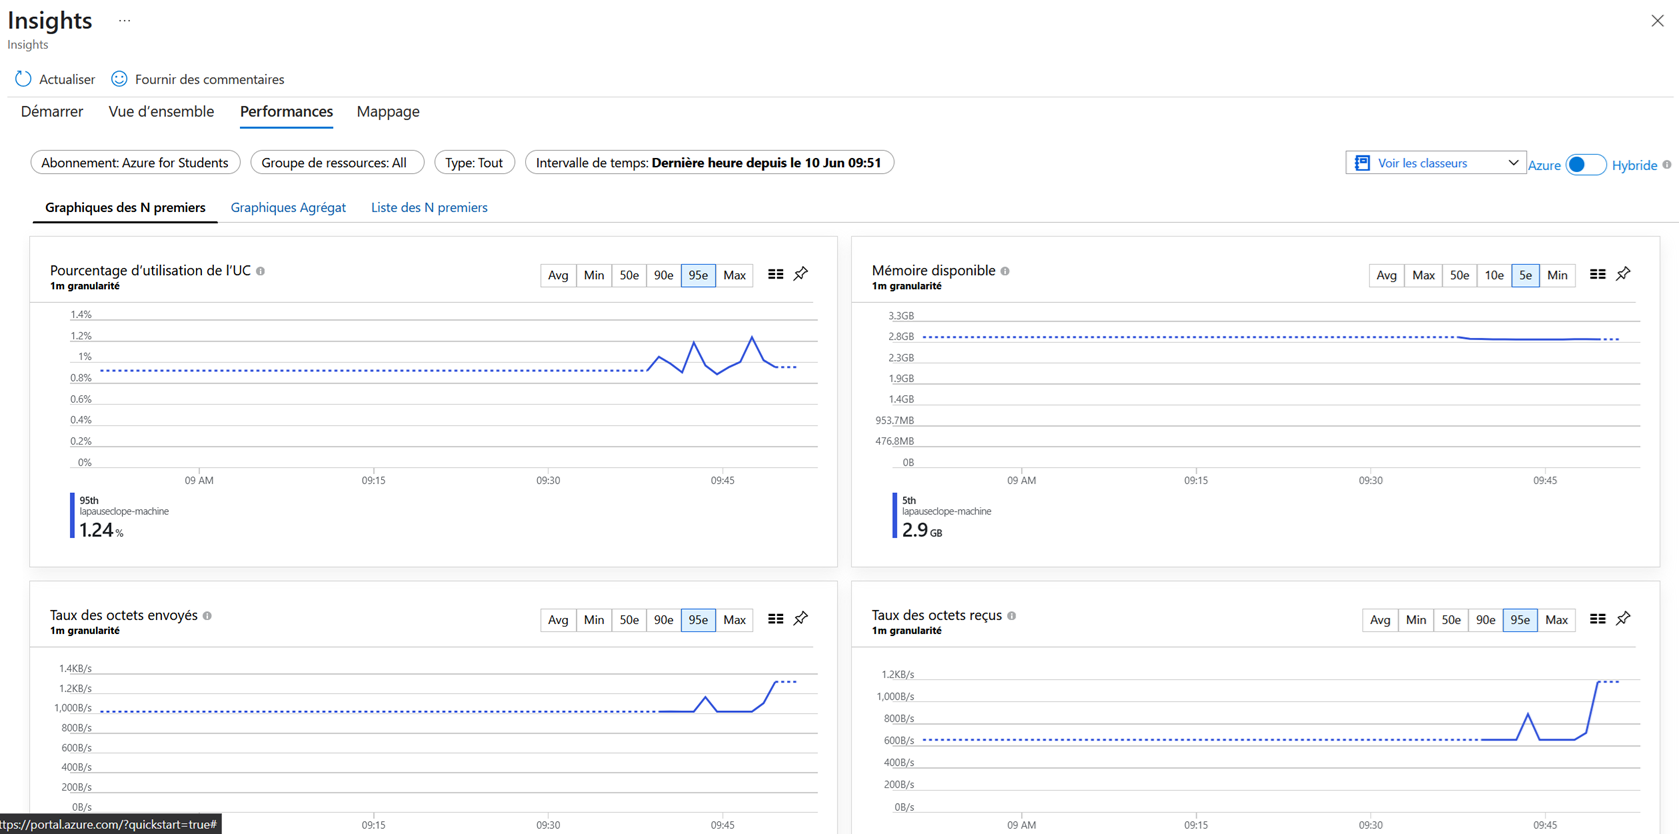 Insights ...
Insights
Actualiser Fournir des commentaires
Démarrer Vue d'ensemble Performances Mappage
Abonnement: Azure for Students Groupe de ressources: All Type: Tout Intervalle de temps: Dernière heure depuis le 10 Jun 09:51 Voir les classeurs Azure Hybride
Graphiques des N premiers Graphiques Agrégat Liste des N premiers
Pourcentage d'utilisation de l'UC
1m granularité
Avg Min 50e 90e 95e Max
1.4%
1.2%
1%
0.8%
0.6%
0.4%
0.2%
0%
09 AM 09:15 09:30 09:45
95th
lapauseclope-machine
1.24 %
Mémoire disponible
1m granularité
Avg Max 50e 10e 5e Min
3.3GB
2.8GB
2.3GB
1.9GB
1.4GB
953.7MB
476.8MB
0B
09 AM 09:15 09:30 09:45
5th
lapauseclope-machine
2.9 GB
Taux des octets envoyés
1m granularité
Avg Min 50e 90e 95e Max
1.4KB/s
1.2KB/s
1,000B/s
800B/s
600B/s
400B/s
200B/s
0B/s
09:15 09:30 09:45
Taux des octets reçus
1m granularité
Avg Min 50e 90e 95e Max
1.2KB/s
1,000B/s
800B/s
600B/s
400B/s
200B/s
0B/s
09 AM 09:15 09:30 09:45
ttps://portal.azure.com/?quickstart=true#